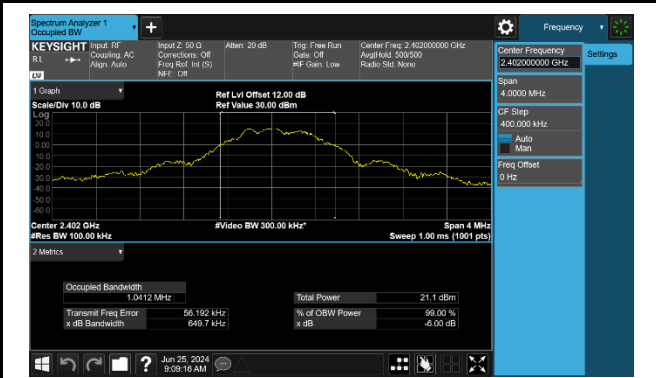 Spectrum Analyzer 1
Occupied BW
Frequency
KEYSIGHT
RL
Input: RF
Coupling: AC
Align: Auto
Input Z: 50 Ω
Corrections: Off
Freq Ref: Int (S)
NFE: Off
Atten: 20 dB
Trig: Free Run
Gate: Off
#IF Gain: Low
Center Freq: 2.402000000 GHz
Avg|Hold: 500/500
Radio Std: None
Center Frequency
2.402000000 GHz
Settings
Span
4.0000 MHz
CF Step
400.000 kHz
Auto
Man
Freq Offset
0 Hz
1 Graph
Scale/Div 10.0 dB
Ref Lvl Offset 12.00 dB
Ref Value 30.00 dBm
Log
20.0
10.0
0.00
-10.0
-20.0
-30.0
-40.0
-50.0
-60.0
Center 2.402 GHz
#Res BW 100.00 kHz
#Video BW 300.00 kHz*
Span 4 MHz
Sweep 1.00 ms (1001 pts)
2 Metrics
Occupied Bandwidth
1.0412 MHz
Total Power 21.1 dBm
Transmit Freq Error 56.192 kHz
% of OBW Power 99.00 %
x dB Bandwidth 649.7 kHz
x dB -6.00 dB
Jun 25, 2024
9:09:16 AM